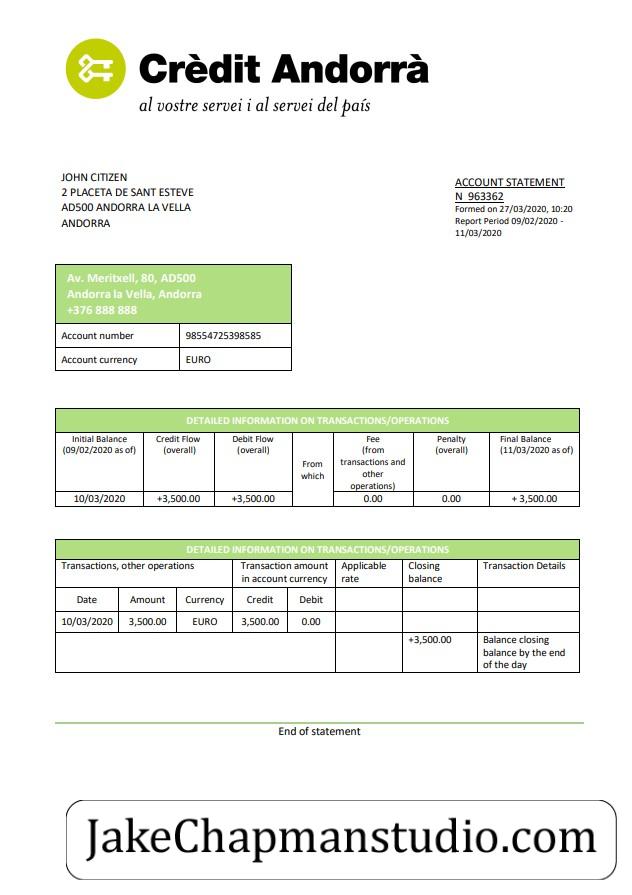 Crèdit Andorrà
al vostre servei i al servei del país
JOHN CITIZEN
2 PLACETA DE SANT ESTEVE
AD500 ANDORRA LA VELLA
ANDORRA
ACCOUNT STATEMENT
N 963362
Formed on 27/03/2020, 10:20
Report Period 09/02/2020 -
11/03/2020
Av. Meritxell, 80, AD500
Andorra la Vella, Andorra
+376 888 888
Account number 98554725398585
Account currency EURO
DETAILED INFORMATION ON TRANSACTIONS/OPERATIONS
Initial Balance
(09/02/2020 as of)
Credit Flow
(overall)
Debit Flow
(overall)
From
which
Fee
(from
transactions and
other
operations)
Penalty
(overall)
Final Balance
(11/03/2020 as of)
10/03/2020 +3,500.00 +3,500.00 0.00 0.00 + 3,500.00
DETAILED INFORMATION ON TRANSACTIONS/OPERATIONS
Transactions, other operations
Transaction amount
in account currency
Applicable
rate
Closing
balance
Transaction Details
Date Amount Currency Credit Debit
10/03/2020 3,500.00 EURO 3,500.00 0.00
+3,500.00
Balance closing
balance by the end
of the day
End of statement
JakeChapmanstudio.com